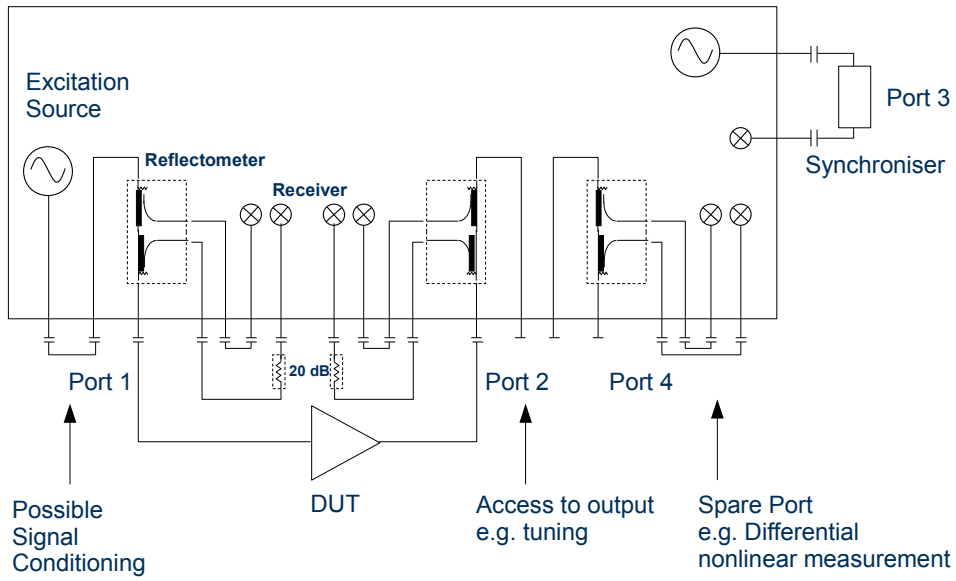 Excitation
Source
Reflectometer
Receiver
Port 3
Synchroniser
20 dB
Port 1
Port 2
Port 4
DUT
Possible
Signal
Conditioning
Access to output
e.g. tuning
Spare Port
e.g. Differential
nonlinear measurement